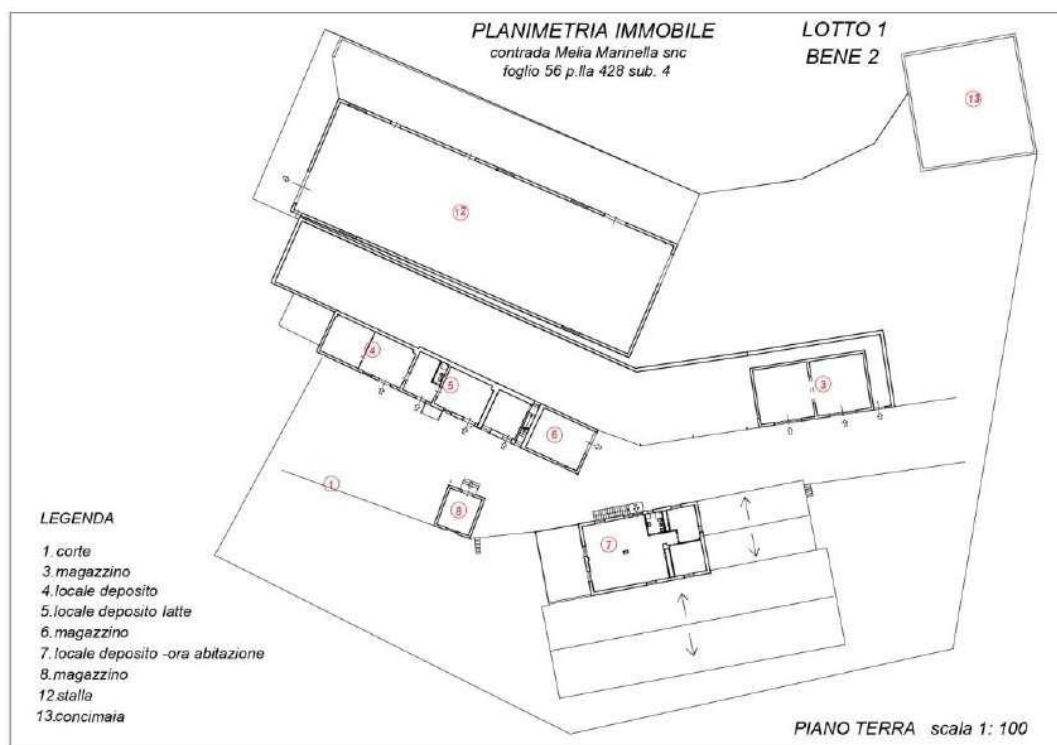 PLANIMETRIA IMMOBILE
contrada Melia Marinella snc
foglio 56 p.lla 428 sub. 4
LOTTO 1
BENE 2
13
12
4
5
3
6
1
8
7
LEGENDA
1. corte
3. magazzino
4. locale deposito
5. locale deposito latte
6. magazzino
7. locale deposito -ora abitazione
8. magazzino
12. stalla
13. concimaia
PIANO TERRA scala 1: 100